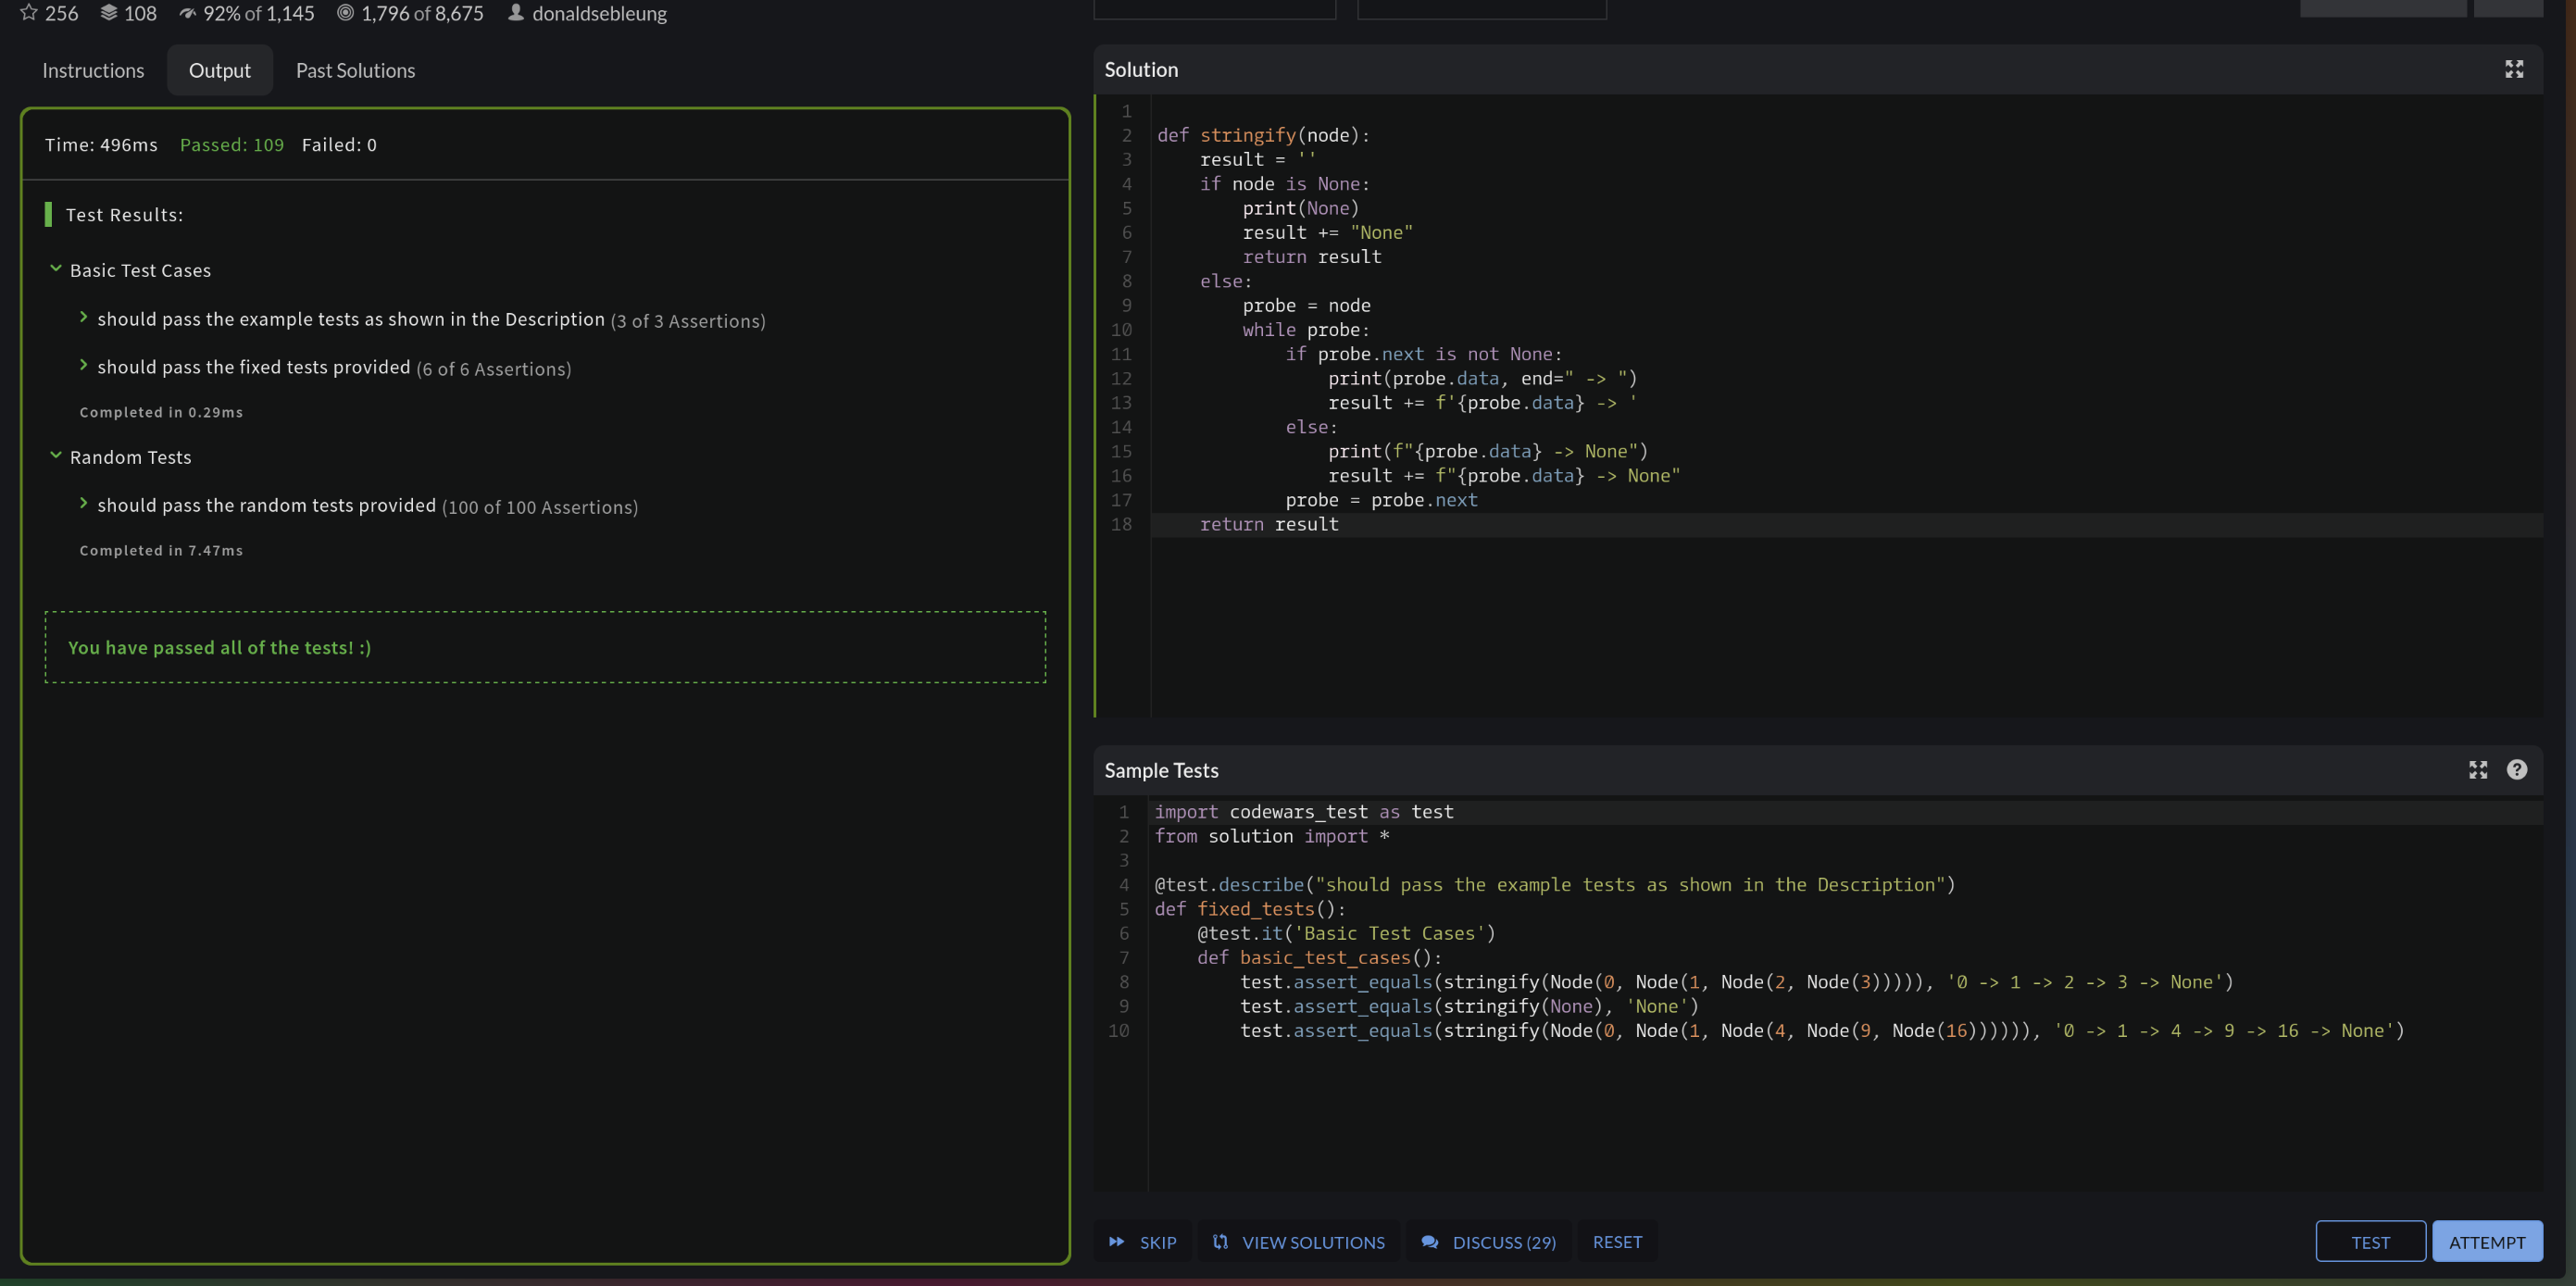 256 108 92% of 1,145 1,796 of 8,675 donaldsebleung
Instructions Output Past Solutions
Time: 496ms Passed: 109 Failed: 0
Test Results:
Basic Test Cases
should pass the example tests as shown in the Description (3 of 3 Assertions)
should pass the fixed tests provided (6 of 6 Assertions)
Completed in 0.29ms
Random Tests
should pass the random tests provided (100 of 100 Assertions)
Completed in 7.47ms
You have passed all of the tests! :)
Solution
1
2 def stringify(node):
3     result = ''
4     if node is None:
5         print(None)
6         result += "None"
7         return result
8     else:
9         probe = node
10         while probe:
11             if probe.next is not None:
12                 print(probe.data, end=" -> ")
13                 result += f'{probe.data} -> '
14             else:
15                 print(f"{probe.data} -> None")
16                 result += f"{probe.data} -> None"
17             probe = probe.next
18     return result
Sample Tests
1 import codewars_test as test
2 from solution import *
3
4 @test.describe("should pass the example tests as shown in the Description")
5 def fixed_tests():
6     @test.it('Basic Test Cases')
7     def basic_test_cases():
8         test.assert_equals(stringify(Node(0, Node(1, Node(2, Node(3))))), '0 -> 1 -> 2 -> 3 -> None')
9         test.assert_equals(stringify(None), 'None')
10         test.assert_equals(stringify(Node(0, Node(1, Node(4, Node(9, Node(16)))))), '0 -> 1 -> 4 -> 9 -> 16 -> None')
SKIP VIEW SOLUTIONS DISCUSS (29) RESET TEST ATTEMPT